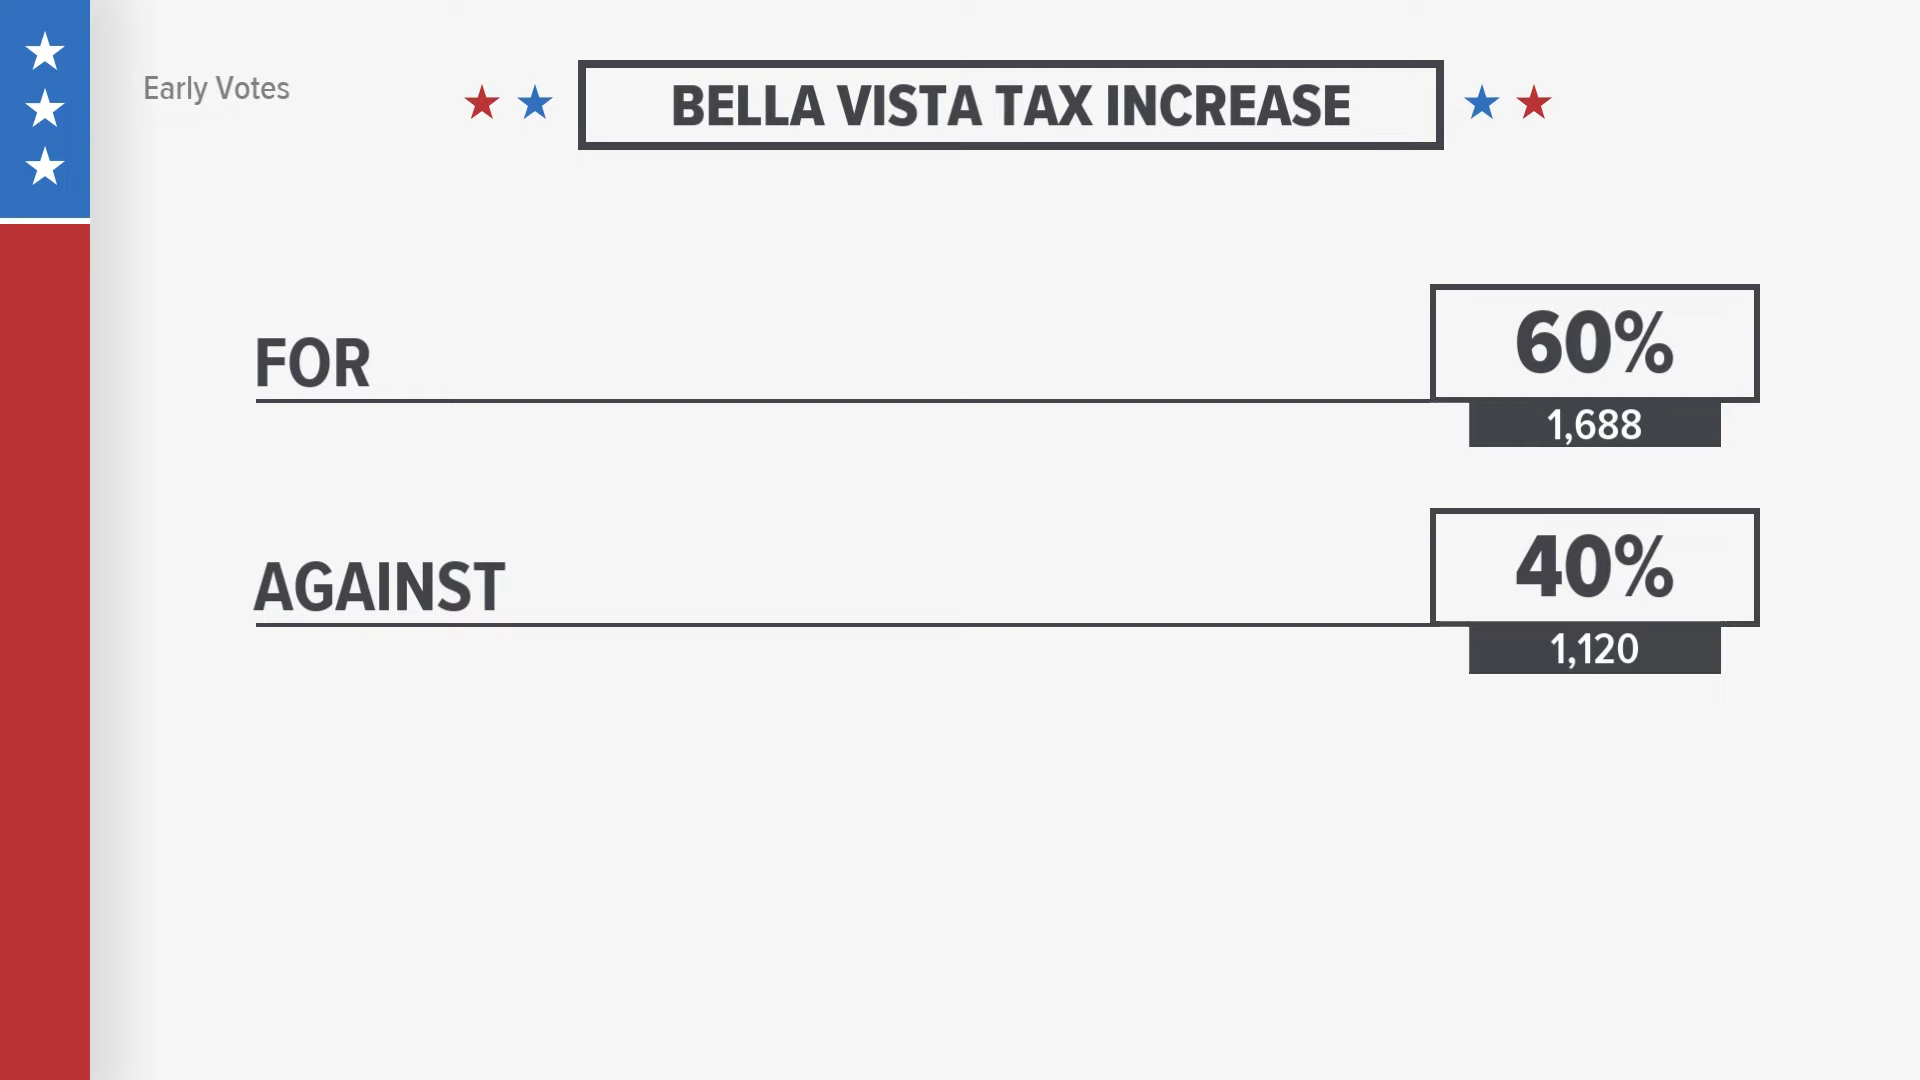 Early Votes
BELLA VISTA TAX INCREASE
FOR
60%
1,688
AGAINST
40%
1,120